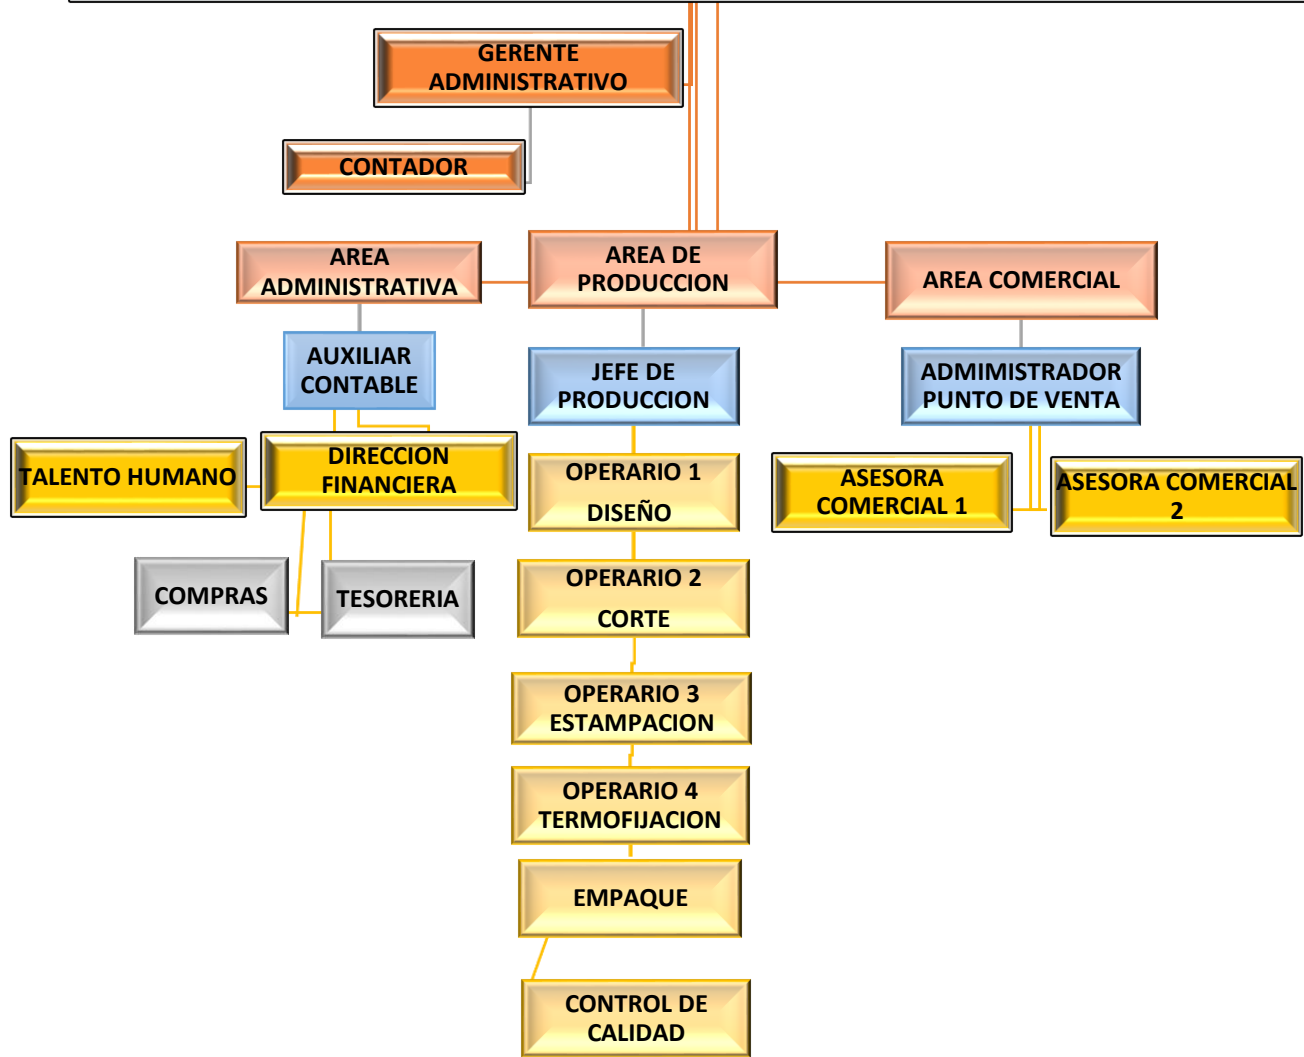 GERENTE
ADMINISTRATIVO
CONTADOR
AREA
ADMINISTRATIVA
AREA DE
PRODUCCION
AREA COMERCIAL
AUXILIAR
CONTABLE
JEFE DE
PRODUCCION
ADMIMISTRADOR
PUNTO DE VENTA
TALENTO HUMANO
DIRECCION
FINANCIERA
OPERARIO 1
DISEÑO
ASESORA
COMERCIAL 1
ASESORA COMERCIAL
2
COMPRAS
TESORERIA
OPERARIO 2
CORTE
OPERARIO 3
ESTAMPACION
OPERARIO 4
TERMOFIJACION
EMPAQUE
CONTROL DE
CALIDAD